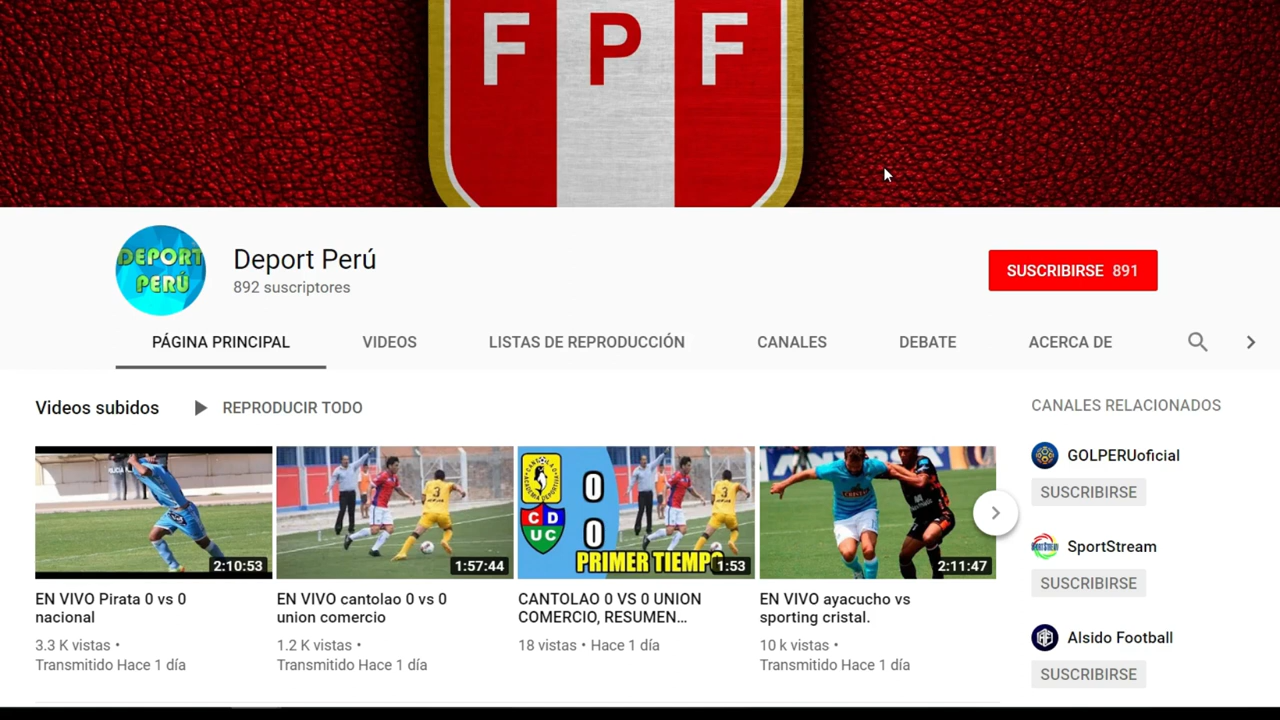 F P F
DEPORT
PERÚ
Deport Perú
892 suscriptores
SUSCRIBIRSE 891
PÁGINA PRINCIPAL
VIDEOS
LISTAS DE REPRODUCCIÓN
CANALES
DEBATE
ACERCA DE
Videos subidos
REPRODUCIR TODO
2:10:53
EN VIVO Pirata 0 vs 0
nacional
3.3 K vistas •
Transmitido Hace 1 día
1:57:44
EN VIVO cantolao 0 vs 0
union comercio
1.2 K vistas •
Transmitido Hace 1 día
0
C D
U C
0
PRIMER TIEMPO
1:53
CANTOLAO 0 VS 0 UNION
COMERCIO, RESUMEN...
18 vistas • Hace 1 día
2:11:47
EN VIVO ayacucho vs
sporting cristal.
10 k vistas •
Transmitido Hace 1 día
CANALES RELACIONADOS
GOLPERUoficial
SUSCRIBIRSE
SportStream
SUSCRIBIRSE
Alsido Football
SUSCRIBIRSE